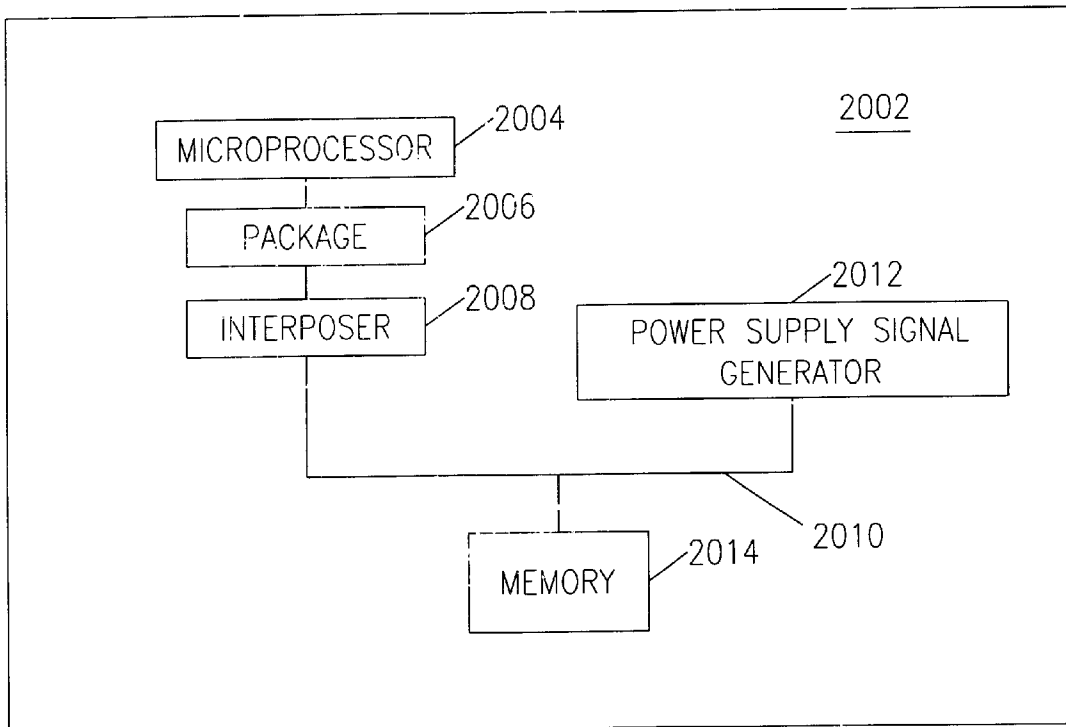 2002
2004
MICROPROCESSOR
2006
PACKAGE
2008
INTERPOSER
2012
POWER SUPPLY SIGNAL
GENERATOR
2010
2014
MEMORY